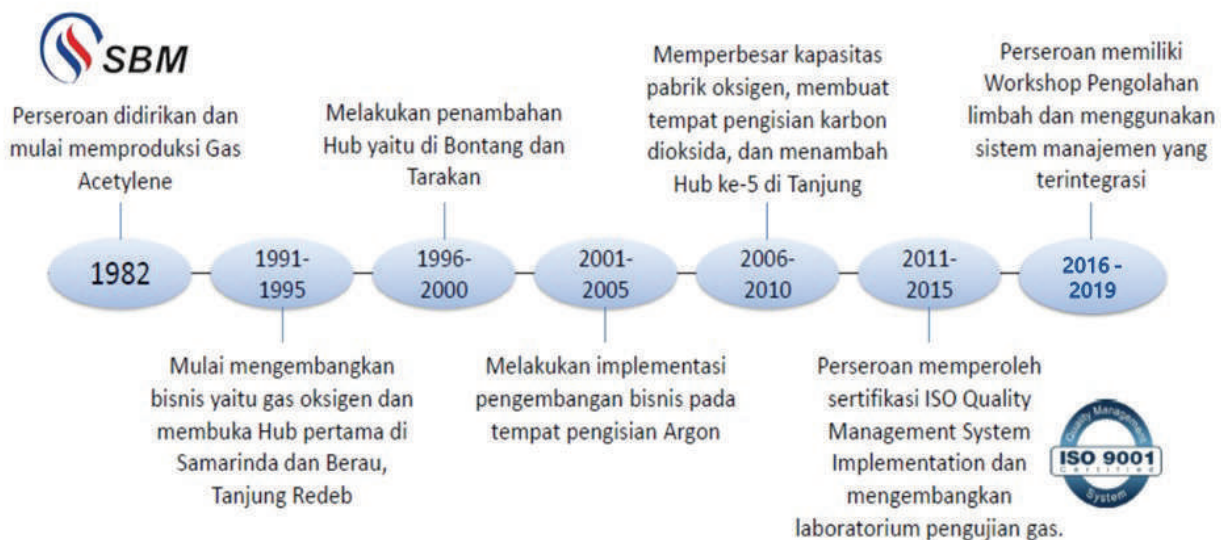 SBM
Perseroan didirikan dan
mulai memproduksi Gas
Acetylene
Melakukan penambahan
Hub yaitu di Bontang dan
Tarakan
Memperbesar kapasitas
pabrik oksigen, membuat
tempat pengisian karbon
dioksida, dan menambah
Hub ke-5 di Tanjung
Perseroan memiliki
Workshop Pengolahan
limbah dan menggunakan
sistem manajemen yang
terintegrasi
1982
1991-
1995
1996-
2000
2001-
2005
2006-
2010
2011-
2015
2016 -
2019
Mulai mengembangkan
bisnis yaitu gas oksigen dan
membuka Hub pertama di
Samarinda dan Berau,
Tanjung Redeb
Melakukan implementasi
pengembangan bisnis pada
tempat pengisian Argon
Perseroan memperoleh
sertifikasi ISO Quality
Management System
Implementation dan
mengembangkan
laboratorium pengujian gas.
Quality Management
ISO 9001
Certified
System